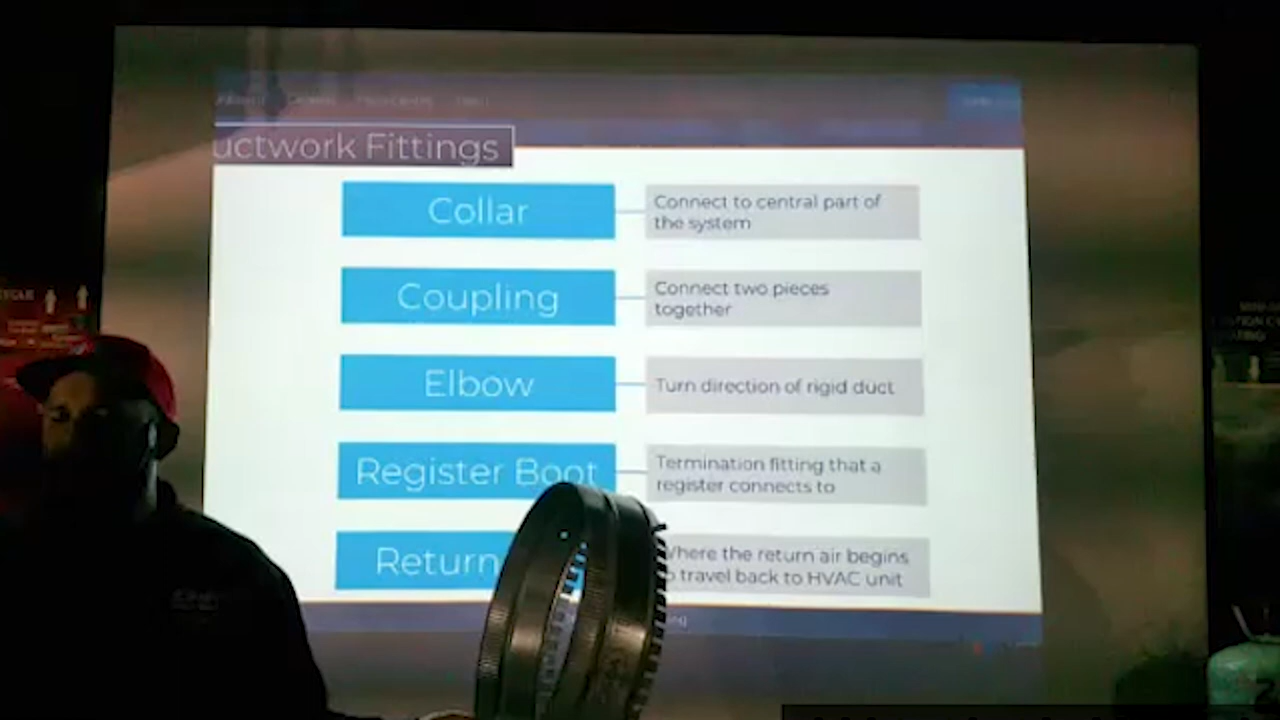 uctwork Fittings
Collar
Connect to central part of
the system
Coupling
Connect two pieces
together
Elbow
Turn direction of rigid duct
Register Boot
Termination fitting that a
register connects to
Return
Where the return air begins
travel back to HVAC unit